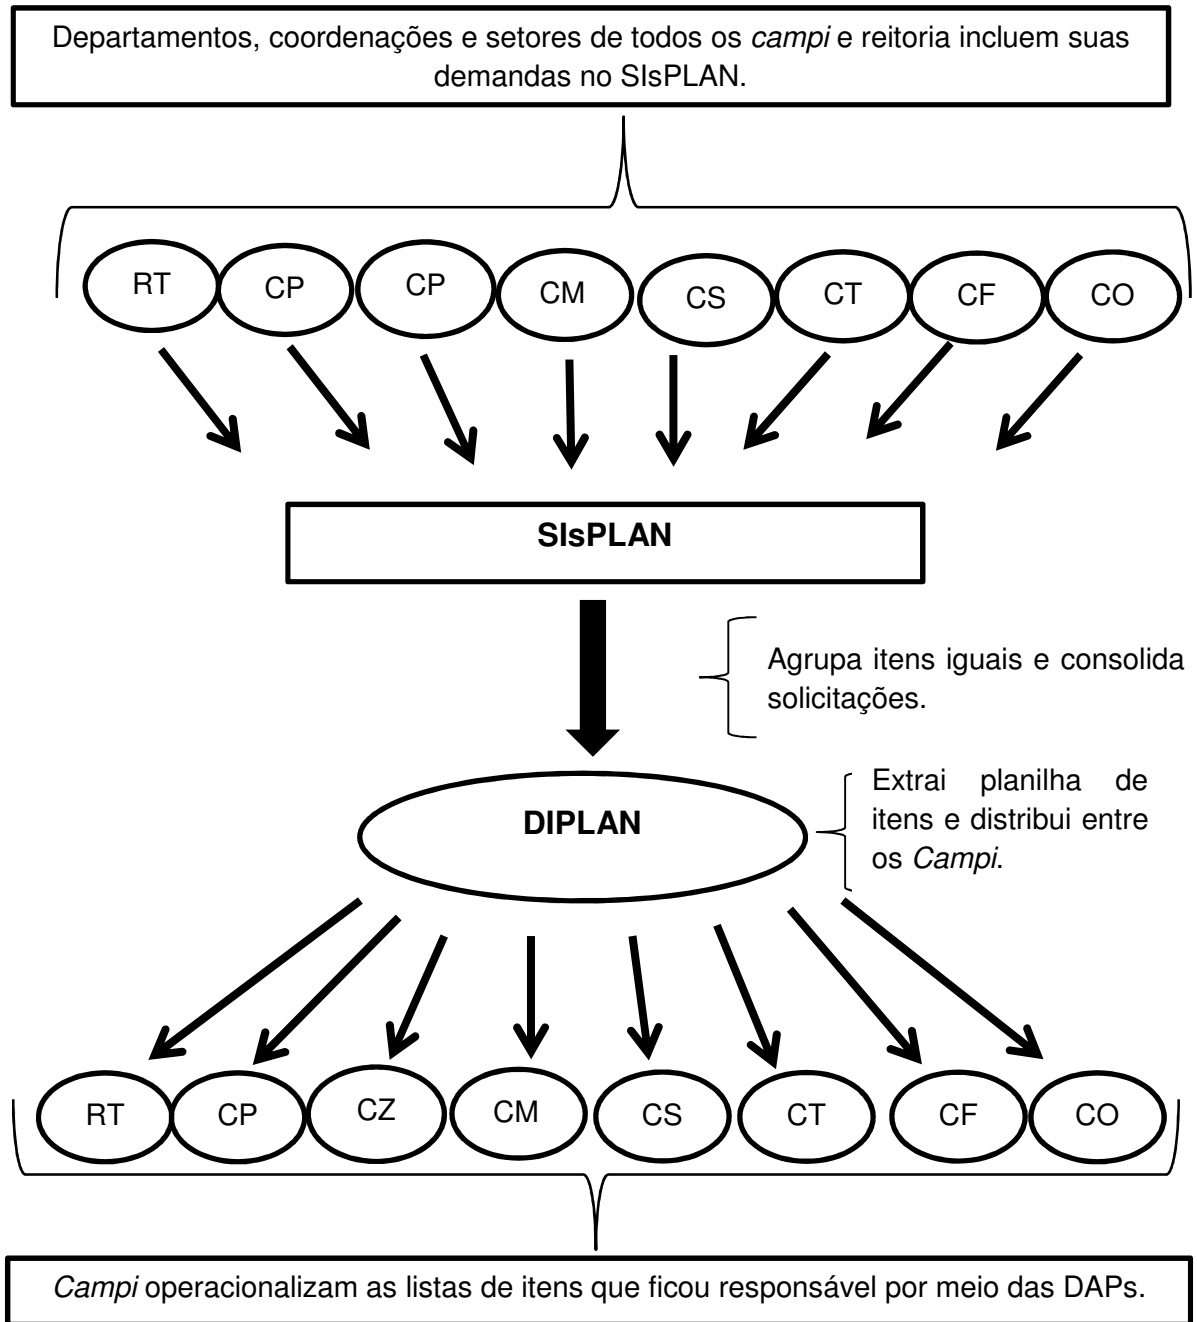 Departamentos, coordenações e setores de todos os campi e reitoria incluem suas
demandas no SIsPLAN.
RT CP CP CM CS CT CF CO
SIsPLAN
Agrupa itens iguais e consolida
solicitações.
DIPLAN
Extrai planilha de
itens e distribui entre
os Campi.
RT CP CZ CM CS CT CF CO
Campi operacionalizam as listas de itens que ficou responsável por meio das DAPs.